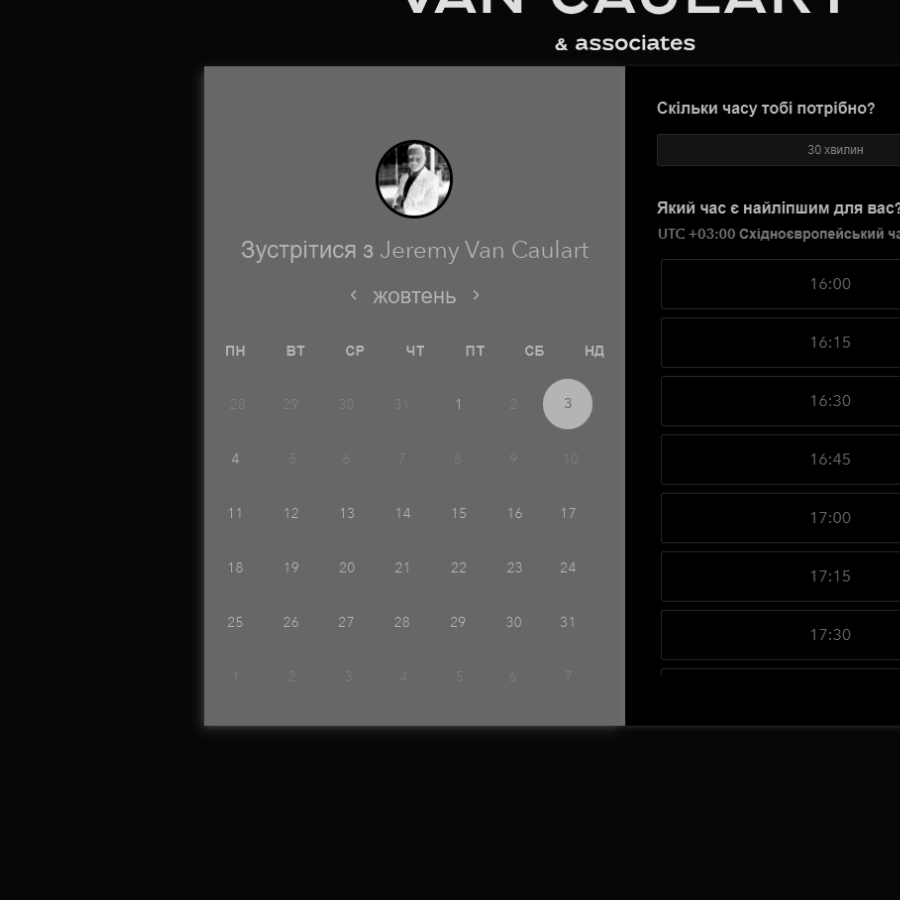 VAN CAULART
& associates
Зустрітися з Jeremy Van Caulart
жовтень
ПН ВТ СР ЧТ ПТ СБ НД
28 29 30 31 1 2 3
4 5 6 7 8 9 10
11 12 13 14 15 16 17
18 19 20 21 22 23 24
25 26 27 28 29 30 31
1 2 3 4 5 6 7
Скільки часу тобі потрібно?
30 хвилин
Який час є найліпшим для вас?
UTC +03:00 Східноєвропейський
16:00
16:15
16:30
16:45
17:00
17:15
17:30